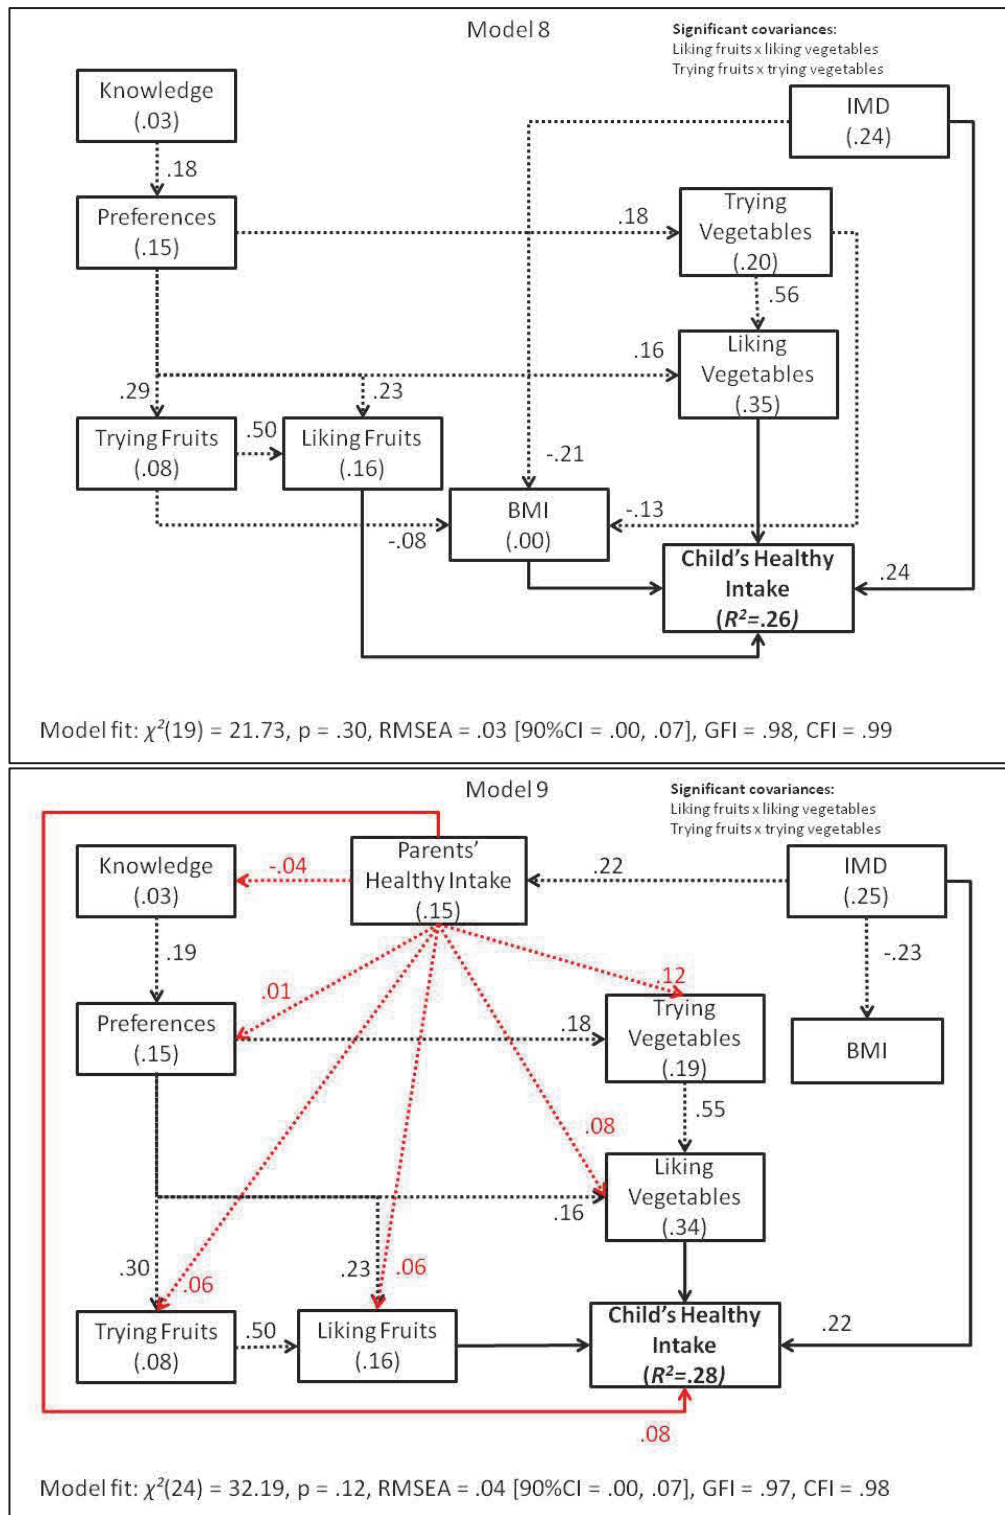 Model 8
Significant covariances:
Liking fruits x liking vegetables
Trying fruits x trying vegetables
Knowledge
(.03)
IMD
(.24)
.18
Preferences
(.15)
.18
Trying
Vegetables
(.20)
.56
.16
Liking
Vegetables
(.35)
.29
.23
Trying Fruits
(.08)
.50
Liking Fruits
(.16)
-.21
-.08
BMI
(.00)
-.13
Child's Healthy
Intake
(R²=.26)
.24
Model fit: χ²(19) = 21.73, p = .30, RMSEA = .03 [90%CI = .00, .07], GFI = .98, CFI = .99
Model 9
Significant covariances:
Liking fruits x liking vegetables
Trying fruits x trying vegetables
Knowledge
(.03)
-.04
Parents'
Healthy Intake
(.15)
.22
IMD
(.25)
.19
-.23
.01
.12
Preferences
(.15)
.18
Trying
Vegetables
(.19)
BMI
.55
.08
.16
Liking
Vegetables
(.34)
.30
.06
.23
.06
Trying Fruits
(.08)
.50
Liking Fruits
(.16)
Child's Healthy
Intake
(R²=.28)
.22
.08
Model fit: χ²(24) = 32.19, p = .12, RMSEA = .04 [90%CI = .00, .07], GFI = .97, CFI = .98